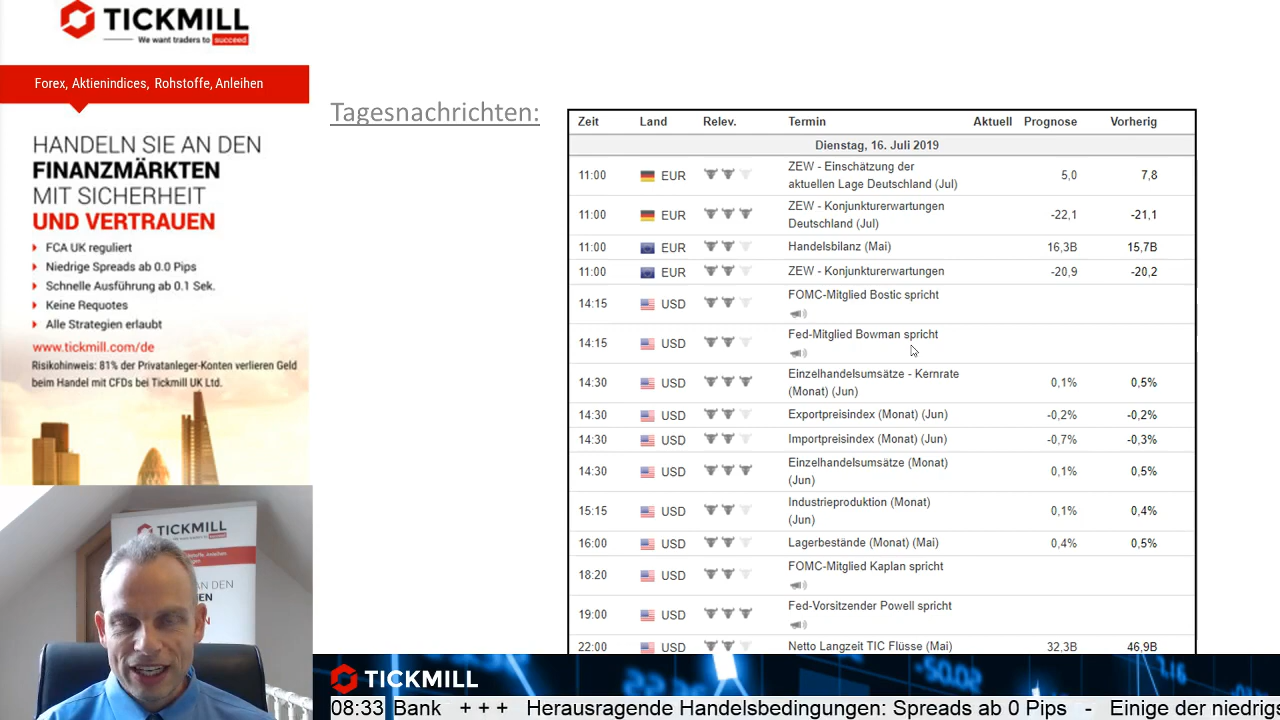 TICKMILL
We want traders to succeed
Forex, Aktienindices, Rohstoffe, Anleihen
HANDELN SIE AN DEN
FINANZMÄRKTEN
MIT SICHERHEIT
UND VERTRAUEN
FCA UK reguliert
Niedrige Spreads ab 0.0 Pips
Schnelle Ausführung ab 0.1 Sek.
Keine Requotes
Alle Strategien erlaubt
www.tickmill.com/de
Risikohinweis: 81% der Privatanleger-Konten verlieren Geld
beim Handel mit CFDs bei Tickmill UK Ltd.
TICKMILL
Tagesnachrichten:
Zeit Land Relev. Termin Aktuell Prognose Vorherig
Dienstag, 16. Juli 2019
11:00 EUR ZEW - Einschätzung der
aktuellen Lage Deutschland (Jul) 5,0 7,8
11:00 EUR ZEW - Konjunkturerwartungen
Deutschland (Jul) -22,1 -21,1
11:00 EUR Handelsbilanz (Mai) 16,3B 15,7B
11:00 EUR ZEW - Konjunkturerwartungen -20,9 -20,2
14:15 USD FOMC-Mitglied Bostic spricht
14:15 USD Fed-Mitglied Bowman spricht
14:30 USD Einzelhandelsumsätze - Kernrate
(Monat) (Jun) 0,1% 0,5%
14:30 USD Exportpreisindex (Monat) (Jun) -0,2% -0,2%
14:30 USD Importpreisindex (Monat) (Jun) -0,7% -0,3%
14:30 USD Einzelhandelsumsätze (Monat)
(Jun) 0,1% 0,5%
15:15 USD Industrieproduktion (Monat)
(Jun) 0,1% 0,4%
16:00 USD Lagerbestände (Monat) (Mai) 0,4% 0,5%
18:20 USD FOMC-Mitglied Kaplan spricht
19:00 USD Fed-Vorsitzender Powell spricht
22:00 USD Netto Langzeit TIC Flüsse (Mai) 32,3B 46,9B
TICKMILL
08:33 Bank + + + Herausragende Handelsbedingungen: Spreads ab 0 Pips - Einige der niedrigs